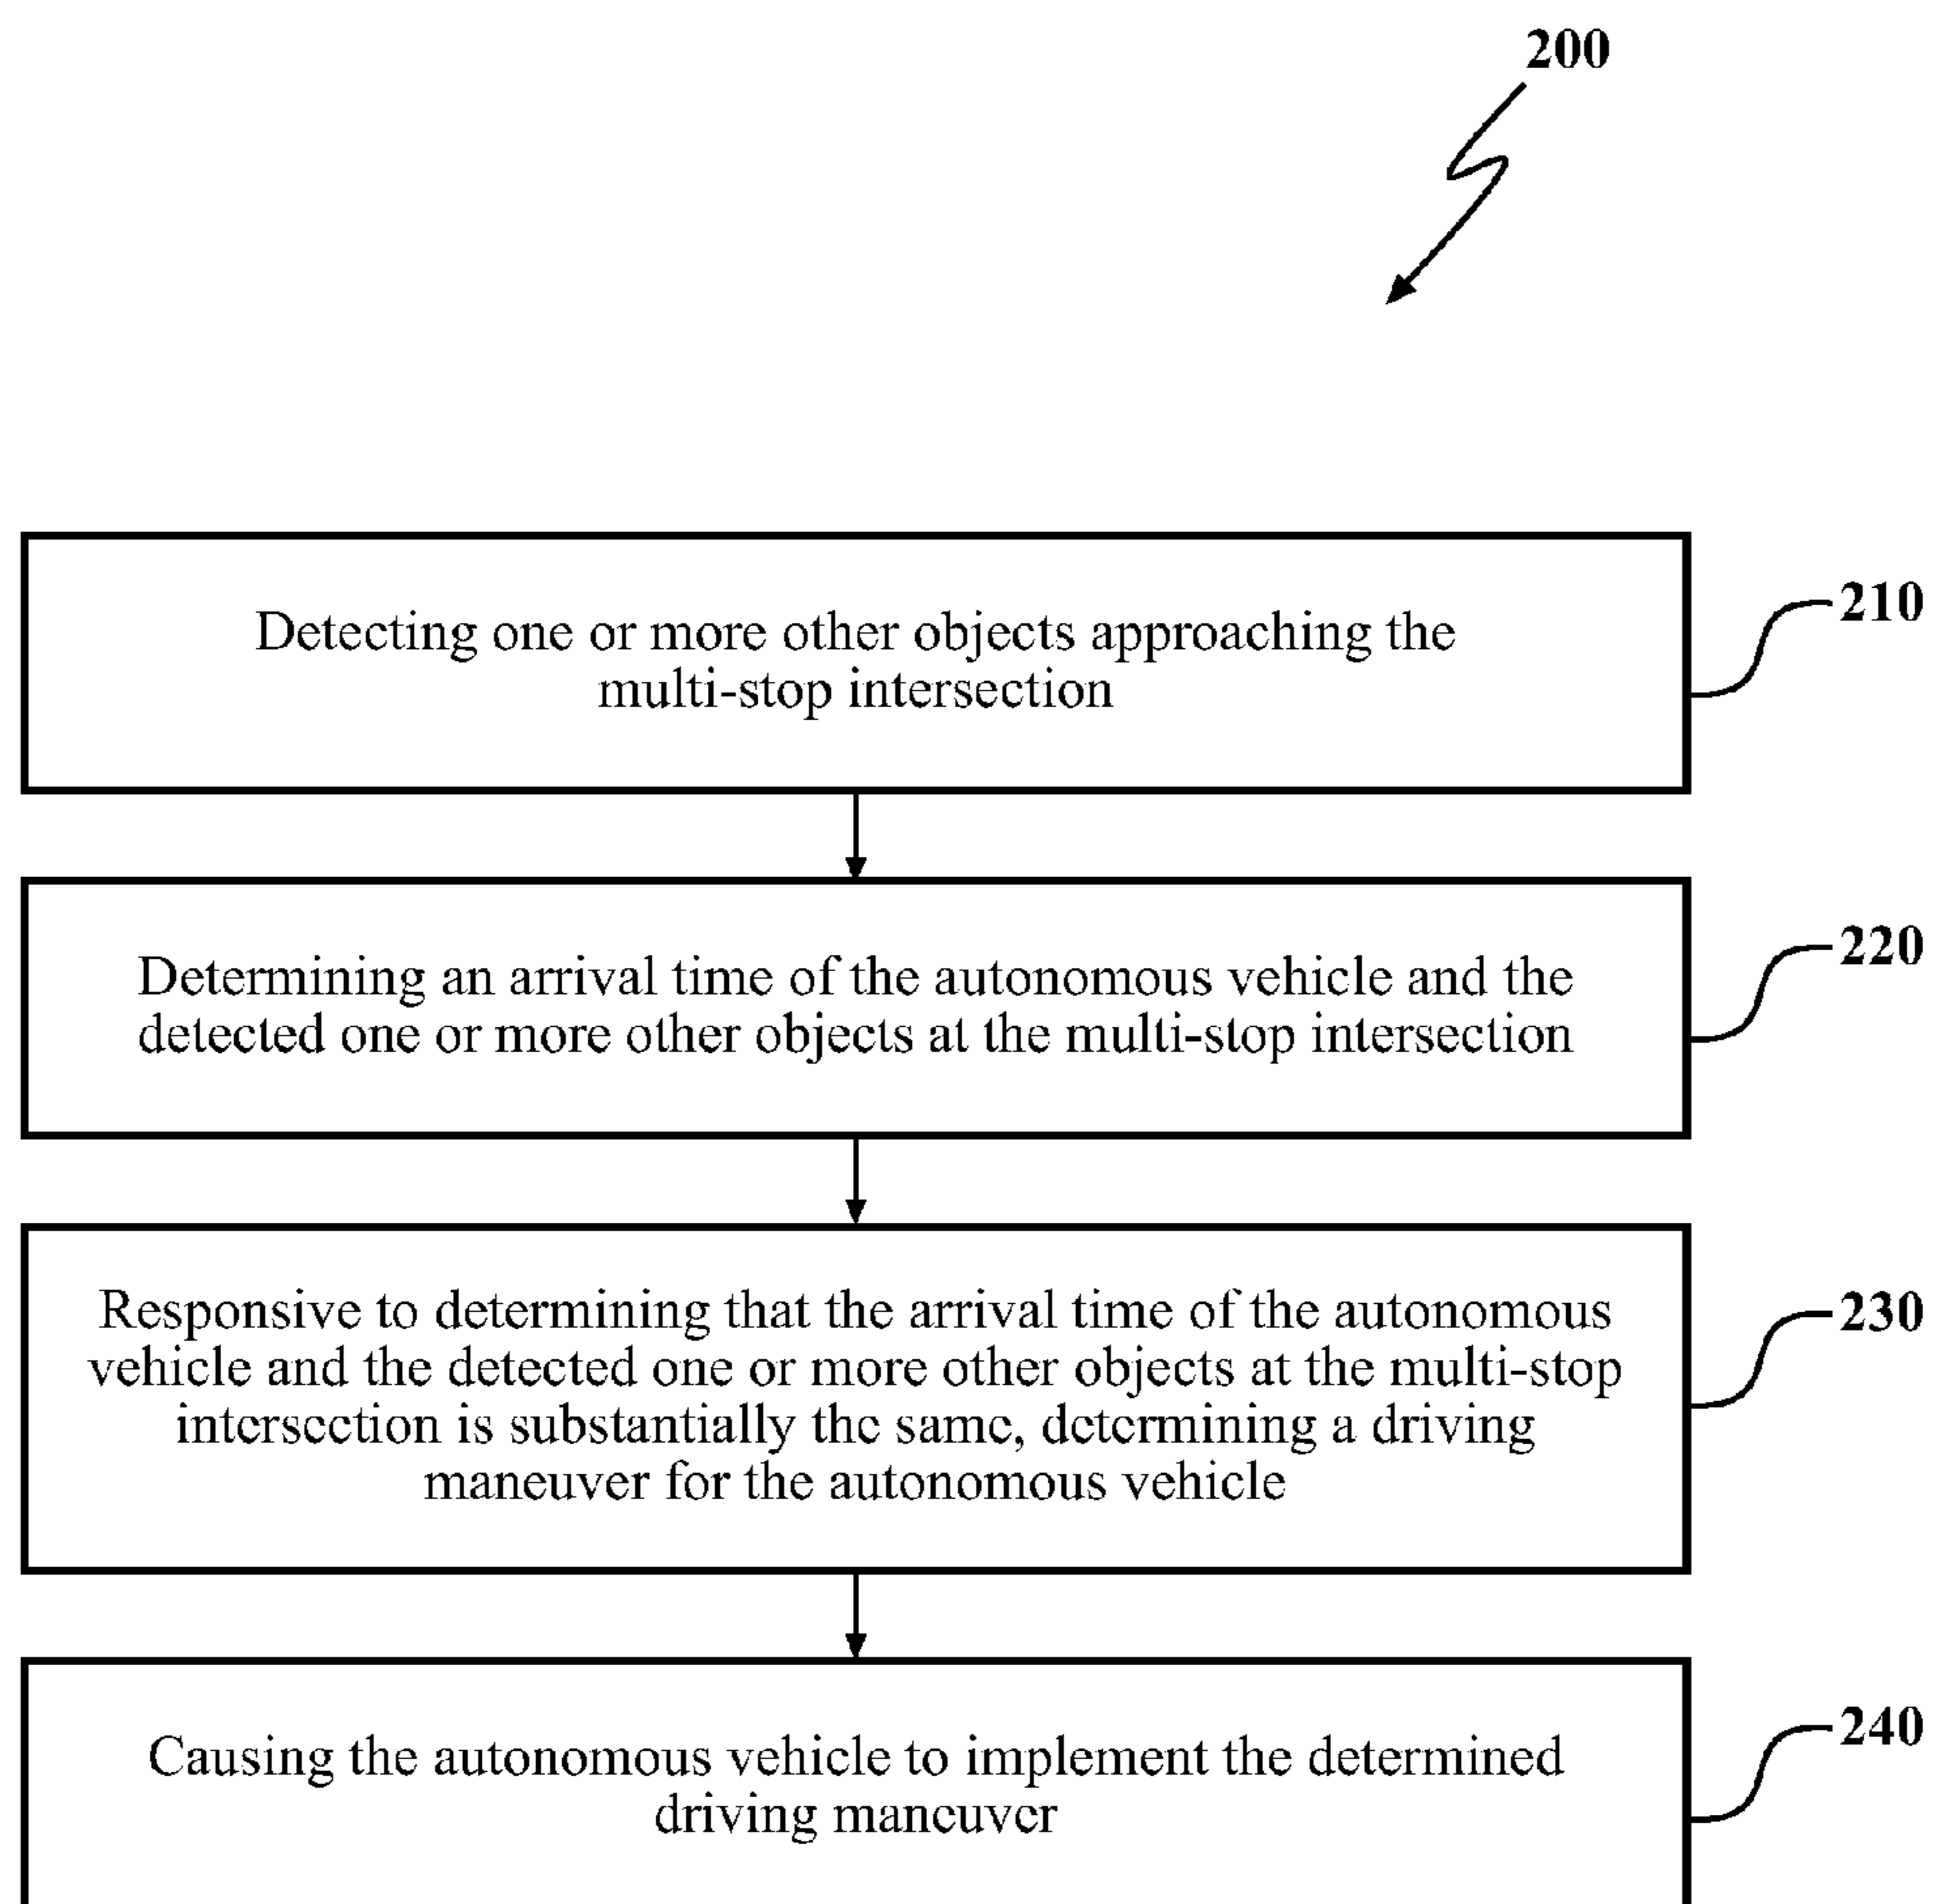 200
Detecting one or more other objects approaching the
multi-stop intersection
210
Determining an arrival time of the autonomous vehicle and the
detected one or more other objects at the multi-stop intersection
220
Responsive to determining that the arrival time of the autonomous
vehicle and the detected one or more other objects at the multi-stop
intersection is substantially the same, determining a driving
maneuver for the autonomous vehicle
230
Causing the autonomous vehicle to implement the determined
driving maneuver
240